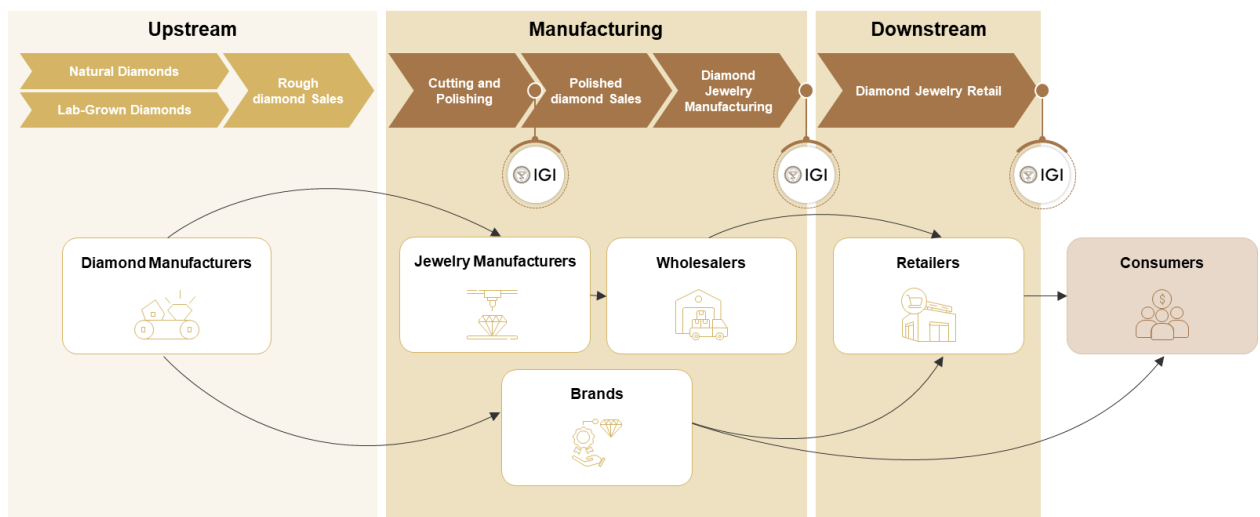 Upstream
Manufacturing
Downstream
Natural Diamonds
Lab-Grown Diamonds
Rough
diamond Sales
Cutting and
Polishing
Polished
diamond Sales
Diamond
Jewelry
Manufacturing
Diamond Jewelry Retail
IGI
IGI
IGI
Diamond Manufacturers
Jewelry Manufacturers
Wholesalers
Retailers
Consumers
$
Brands